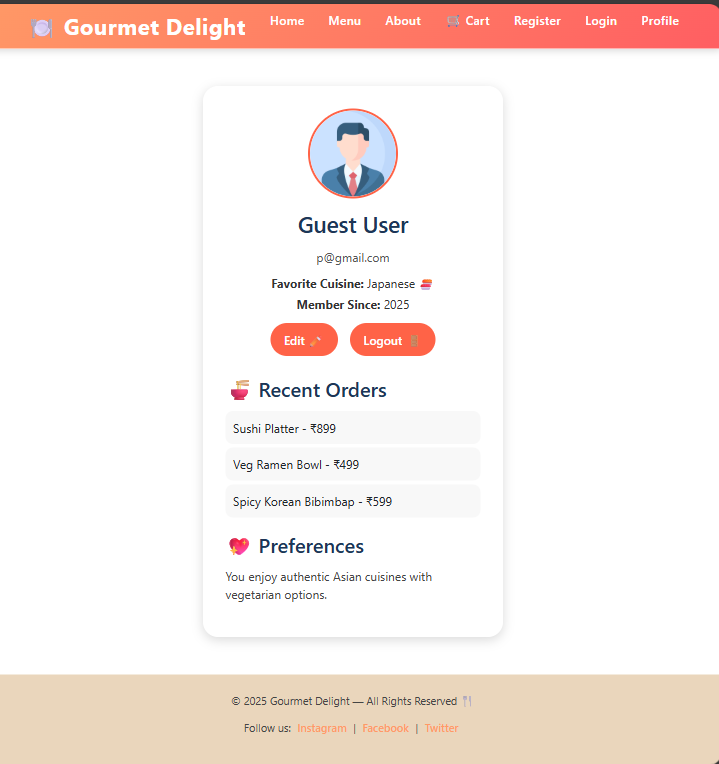 🍽️ Gourmet Delight Home Menu About 🛒 Cart Register Login Profile
Guest User
p@gmail.com
Favorite Cuisine: Japanese 🍣
Member Since: 2025
Edit ✏️ Logout 🚪
🍜 Recent Orders
Sushi Platter - ₹899
Veg Ramen Bowl - ₹499
Spicy Korean Bibimbap - ₹599
💖 Preferences
You enjoy authentic Asian cuisines with
vegetarian options.
© 2025 Gourmet Delight — All Rights Reserved 🍴
Follow us: Instagram | Facebook | Twitter